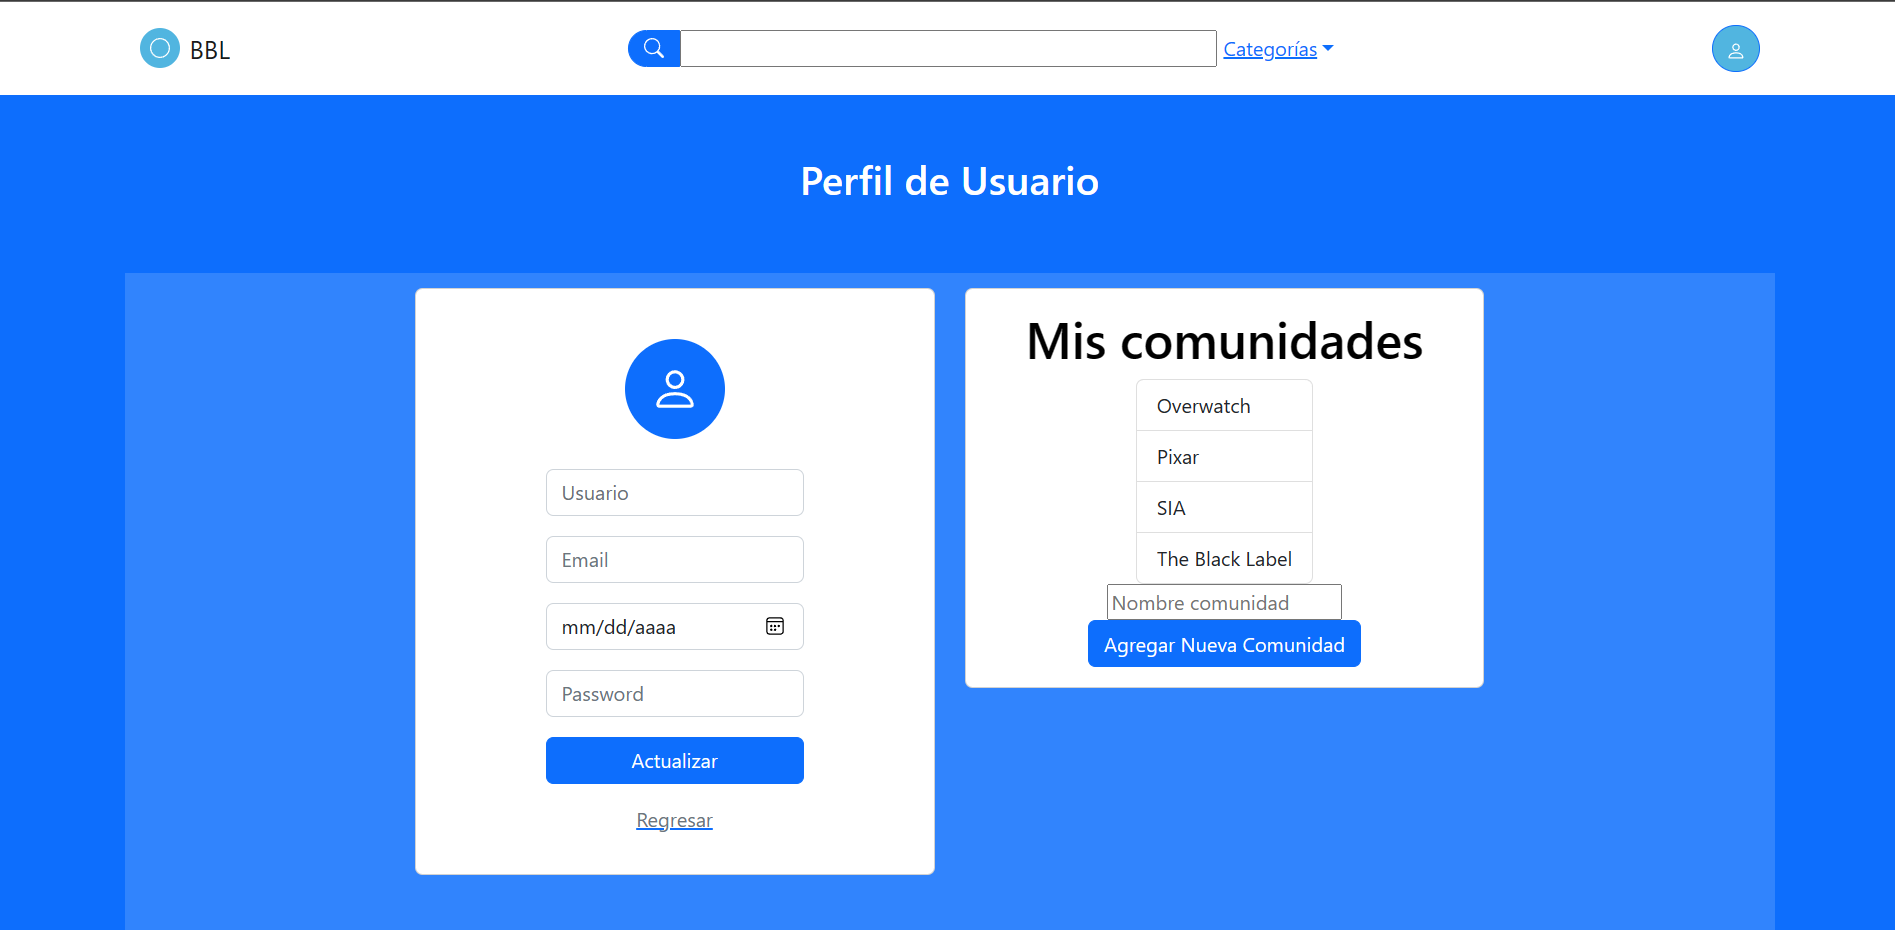 BBL
Categorías
Perfil de Usuario
Usuario
Email
mm/dd/aaaa
Password
Actualizar
Regresar
Mis comunidades
Overwatch
Pixar
SIA
The Black Label
Nombre comunidad
Agregar Nueva Comunidad